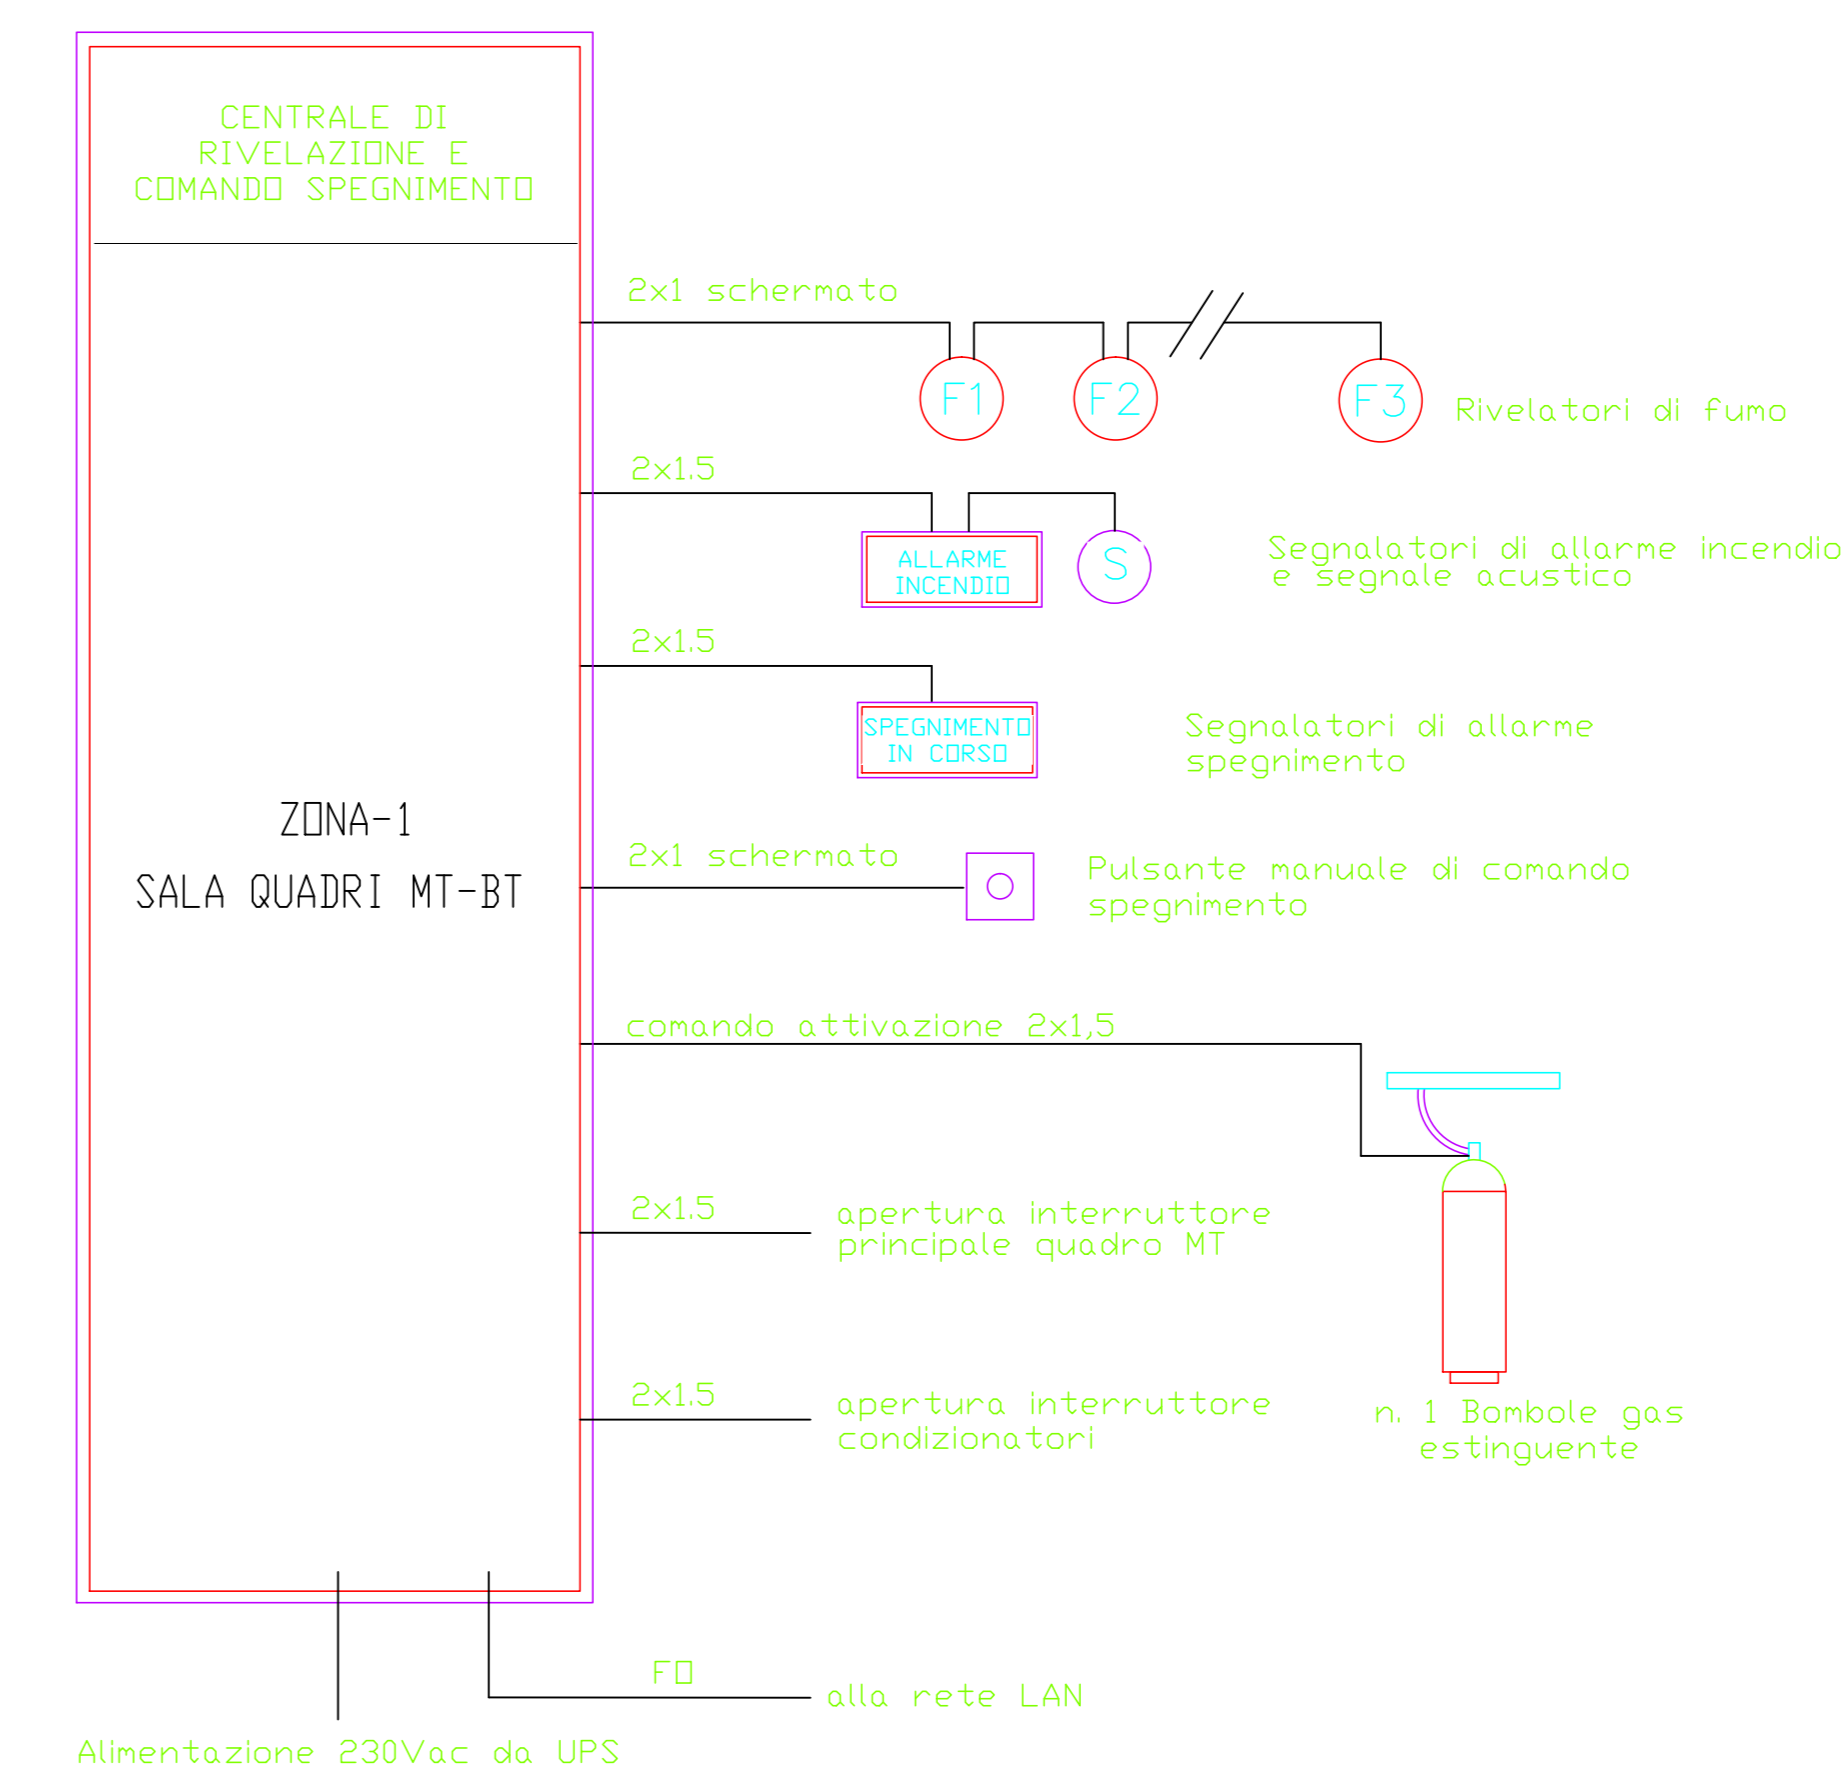 CENTRALE DI
RIVELAZIONE E
COMANDO SPEGNIMENTO
2x1 schermato
F1
F2
F3
Rivelatori di fumo
2x1.5
ALLARME
INCENDIO
S
Segnalatori di allarme incendio
e segnale acustico
2x1.5
SPEGNIMENTO
IN CORSO
Segnalatori di allarme
spegnimento
ZONA-1
SALA QUADRI MT-BT
2x1 schermato
Pulsante manuale di comando
spegnimento
comando attivazione 2x1,5
2x1.5
apertura interruttore
principale quadro MT
2x1.5
apertura interruttore
condizionatori
n. 1 Bombole gas
estinguente
FO
alla rete LAN
Alimentazione 230Vac da UPS